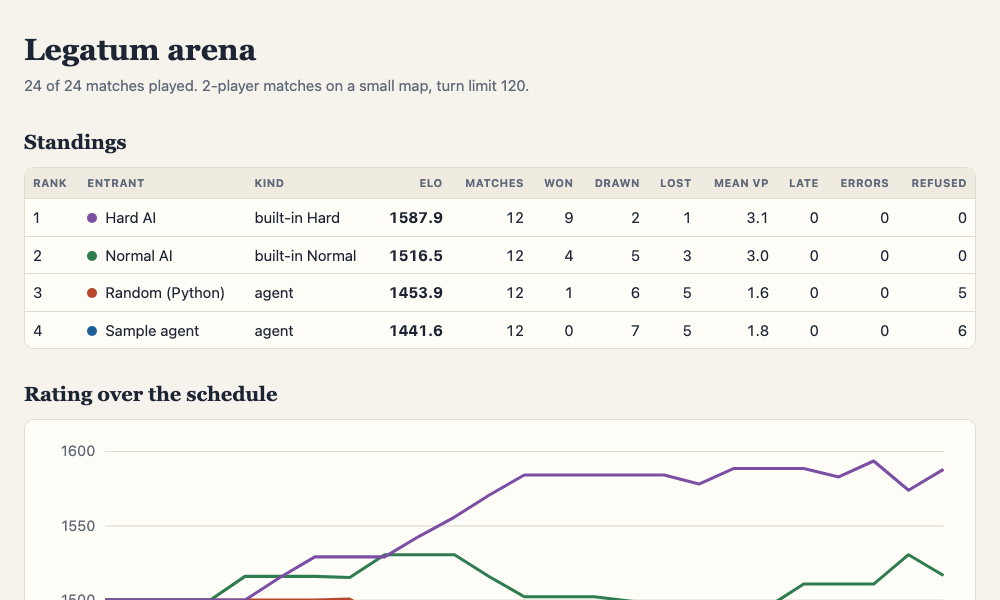 Legatum arena
24 of 24 matches played. 2-player matches on a small map, turn limit 120.
Standings
RANK ENTRANT KIND ELO MATCHES WON DRAWN LOST MEAN VP LATE ERRORS REFUSED
1 Hard AI built-in Hard 1587.9 12 9 2 1 3.1 0 0 0
2 Normal AI built-in Normal 1516.5 12 4 5 3 3.0 0 0 0
3 Random (Python) agent 1453.9 12 1 6 5 1.6 0 0 5
4 Sample agent agent 1441.6 12 0 7 5 1.8 0 0 6
Rating over the schedule
1600
1550
1500